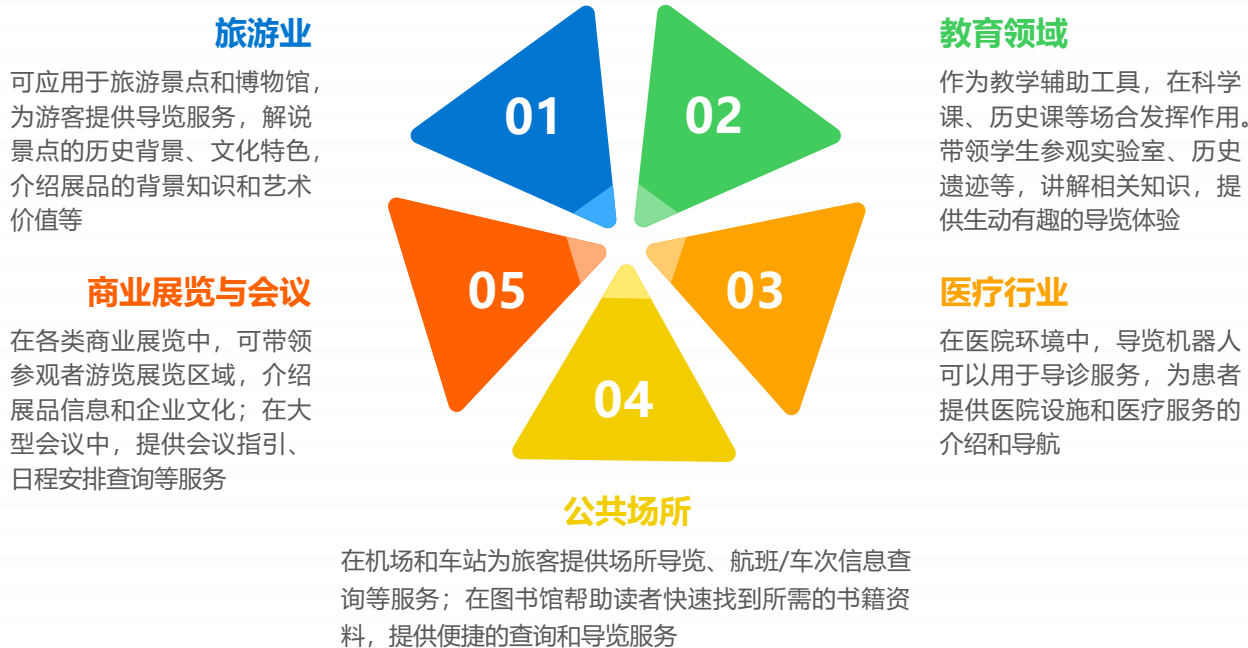 旅游业
可应用于旅游景点和博物馆，
为游客提供导览服务，解说
景点的历史背景、文化特色，
介绍展品的背景知识和艺术
价值等
01
02
教育领域
作为教学辅助工具，在科学
课、历史课等场合发挥作用。
带领学生参观实验室、历史
遗迹等，讲解相关知识，提
供生动有趣的导览体验
商业展览与会议
在各类商业展览中，可带领
参观者游览展览区域，介绍
展品信息和企业文化；在大
型会议中，提供会议指引、
日程安排查询等服务
05
03
医疗行业
在医院环境中，导览机器人
可以用于导诊服务，为患者
提供医院设施和医疗服务的
介绍和导航
04
公共场所
在机场和车站为旅客提供场所导览、航班/车次信息查
询等服务；在图书馆帮助读者快速找到所需的书籍资
料，提供便捷的查询和导览服务